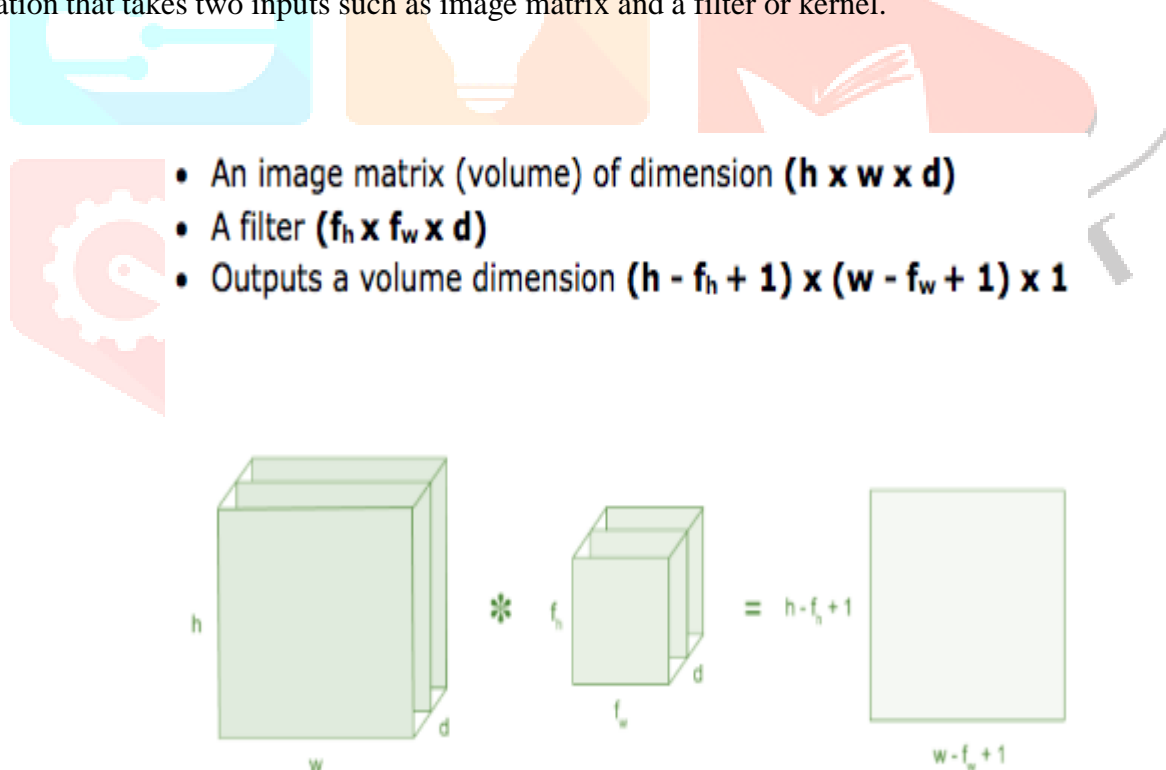 that takes two inputs such as image matrix and a filter or kernel.
• An image matrix (volume) of dimension (h x w x d)
• A filter (fh x fw x d)
• Outputs a volume dimension (h - fh + 1) x (w - fw + 1) x 1
h
w
d
*
fh
fw
d
=
h - fh + 1
w - fw + 1